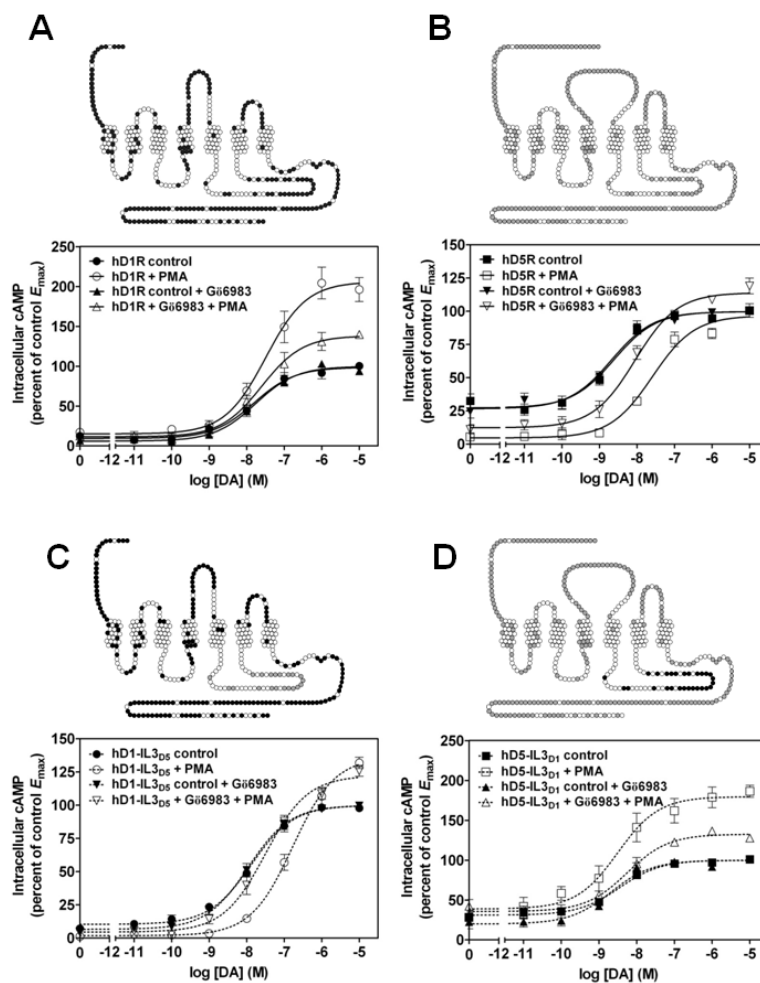 A
B
250
200
150
100
50
0
Intracellular cAMP
(percent of control Emax)
hD1R control
hD1R + PMA
hD1R control + Gö6983
hD1R + Gö6983 + PMA
0 -12 -11 -10 -9 -8 -7 -6 -5
log [DA] (M)
150
125
100
75
50
25
0
Intracellular cAMP
(percent of control Emax)
hD5R control
hD5R + PMA
hD5R control + Gö6983
hD5R + Gö6983 + PMA
0 -12 -11 -10 -9 -8 -7 -6 -5
log [DA] (M)
C
D
150
125
100
75
50
25
0
Intracellular cAMP
(percent of control Emax)
hD1-IL3D5 control
hD1-IL3D5 + PMA
hD1-IL3D5 control + Gö6983
hD1-IL3D5 + Gö6983 + PMA
0 -12 -11 -10 -9 -8 -7 -6 -5
log [DA] (M)
250
200
150
100
50
0
Intracellular cAMP
(percent of control Emax)
hD5-IL3D1 control
hD5-IL3D1 + PMA
hD5-IL3D1 control + Gö6983
hD5-IL3D1 + Gö6983 + PMA
0 -12 -11 -10 -9 -8 -7 -6 -5
log [DA] (M)